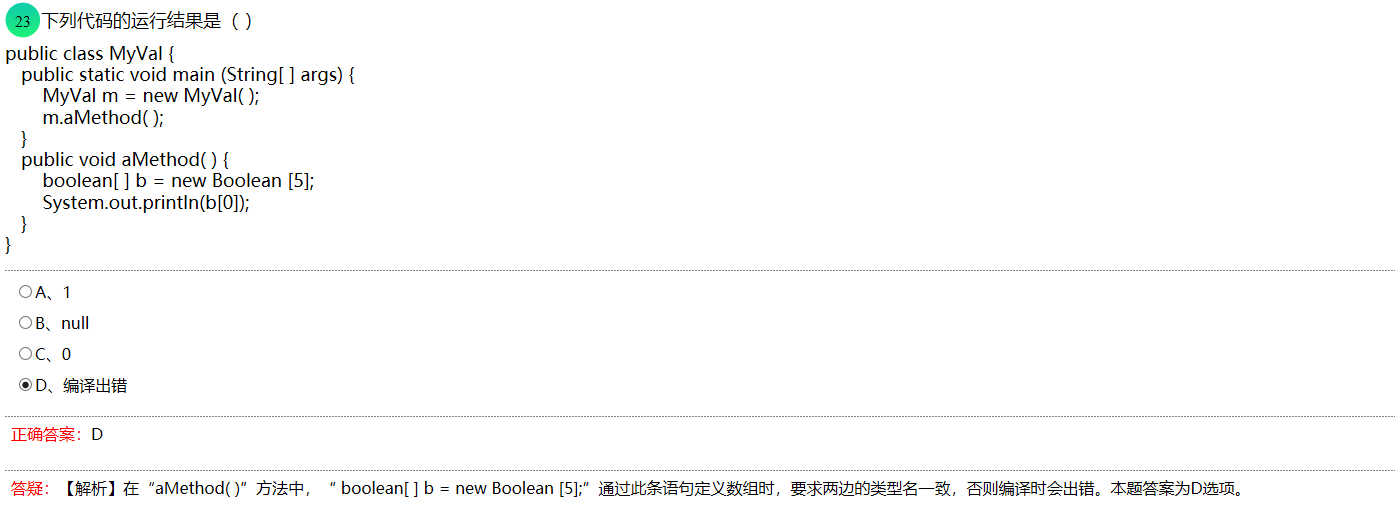 23 下列代码的运行结果是（ ）
public class MyVal {
public static void main (String[ ] args) {
MyVal m = new MyVal( );
m.aMethod( );
}
public void aMethod( ) {
boolean[ ] b = new Boolean [5];
System.out.println(b[0]);
}
}
A、1
B、null
C、0
D、编译出错
正确答案：D
答疑：【解析】在“aMethod( )”方法中，“ boolean[ ] b = new Boolean [5];”通过此条语句定义数组时，要求两边的类型名一致，否则编译时会出错。本题答案为D选项。